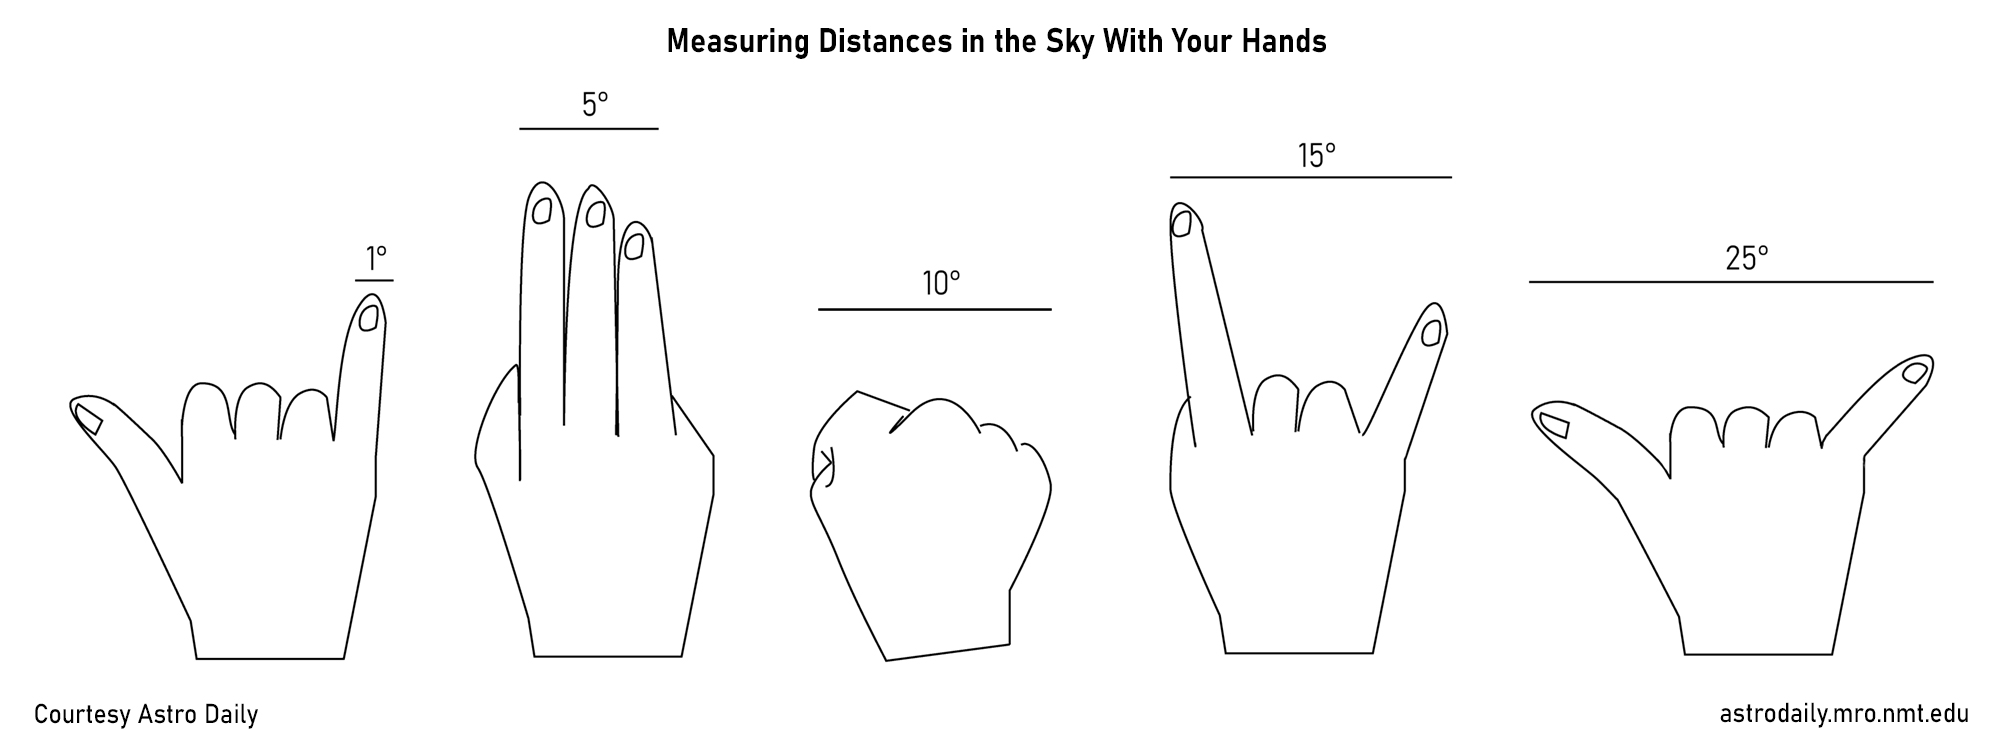 Measuring Distances in the Sky With Your Hands
1°
5°
10°
15°
25°
Courtesy Astro Daily
astrodaily.mro.nmt.edu